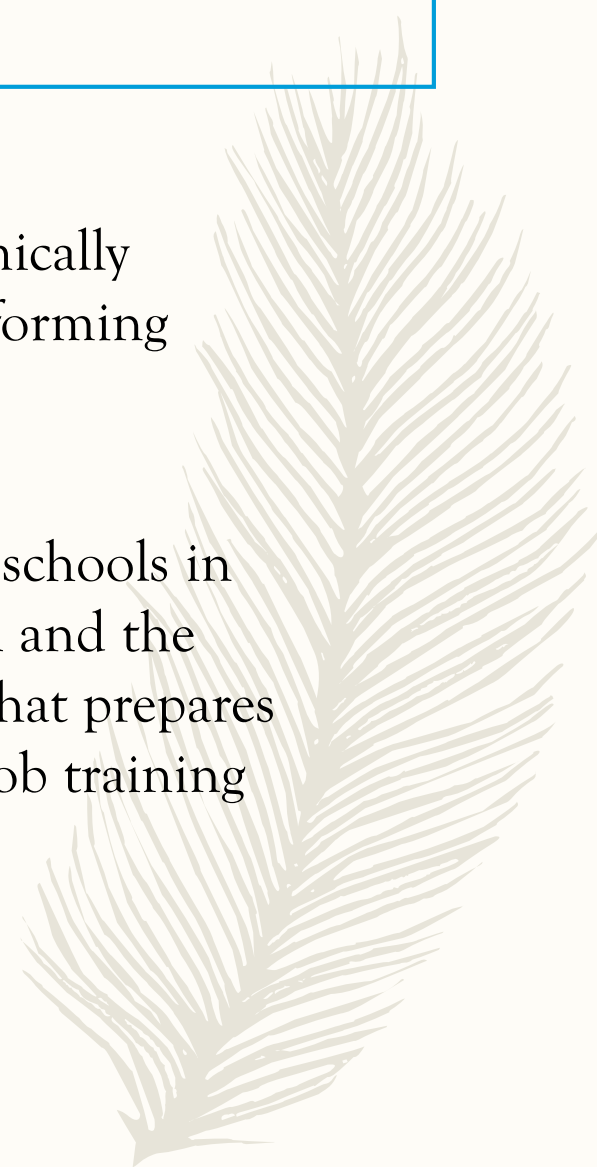 nically
forming
schools in
and the
hat prepares
ob training